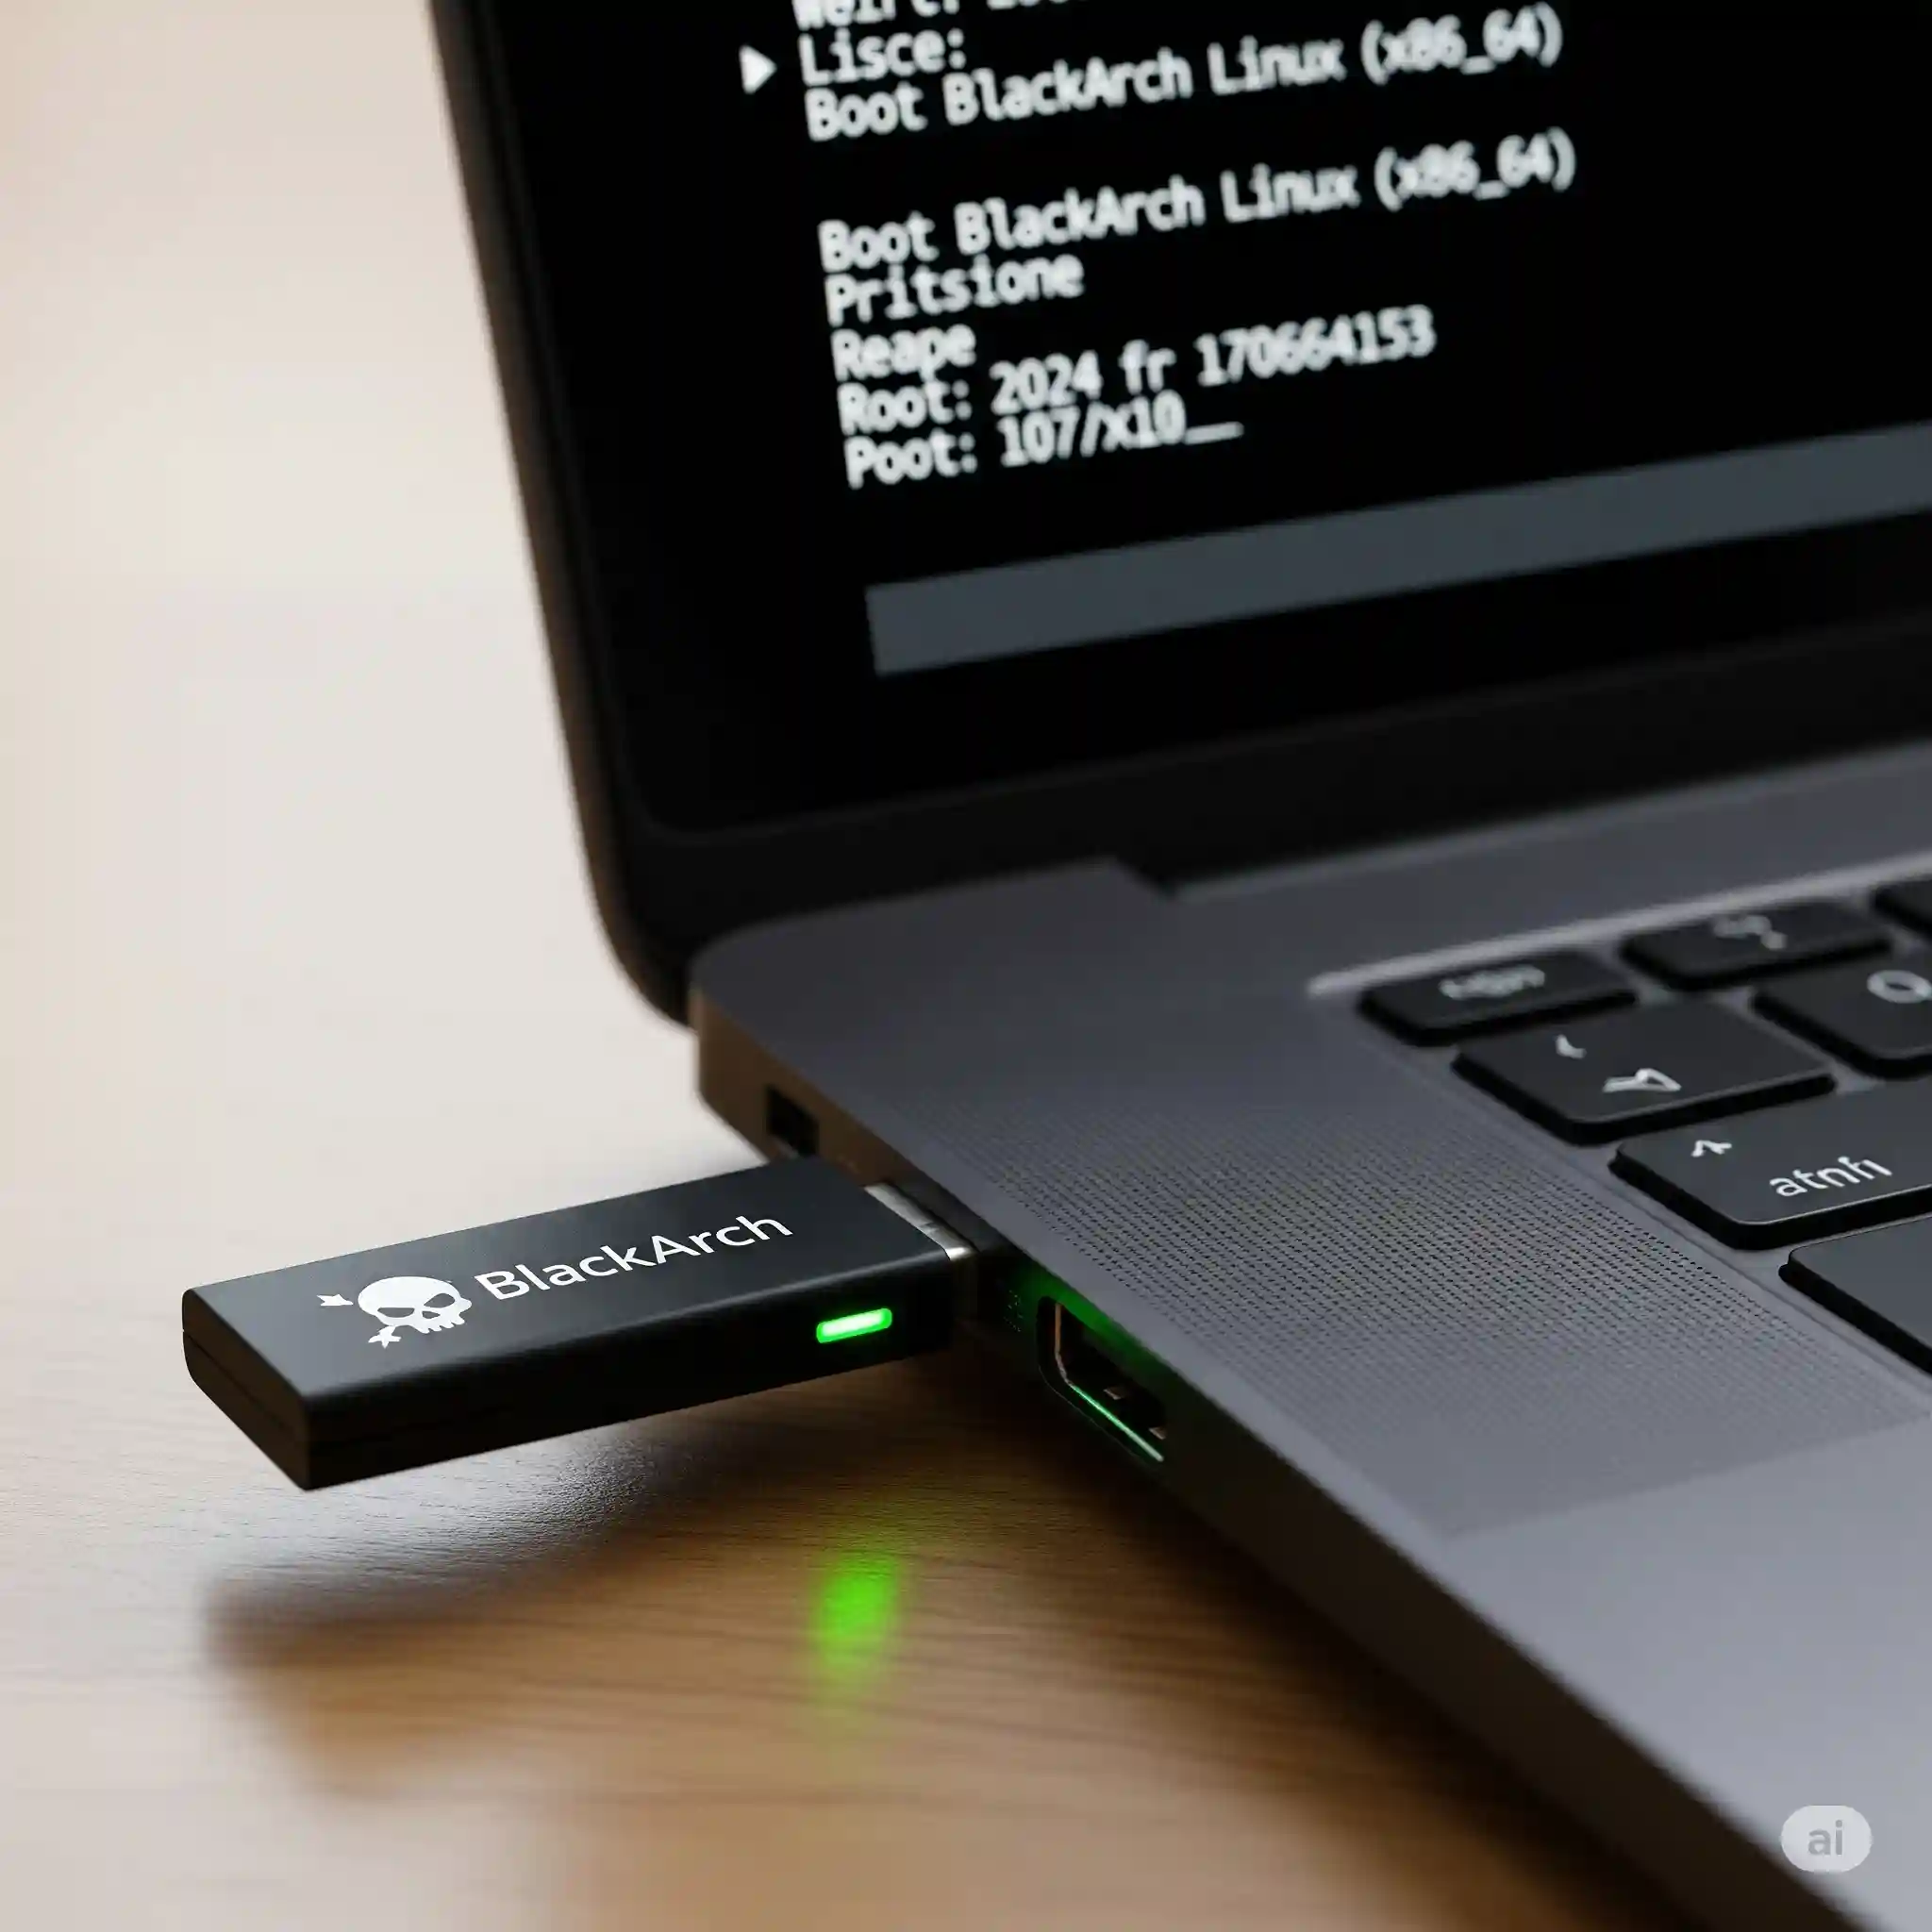 Lisce:
Boot BlackArch Linux (x86_64)
Boot BlackArch Linux (x86_64)
Pritsione
Reape
Root: 2024 fr 170664153
Poot: 107/x10__
BlackArch
atnfi
ai